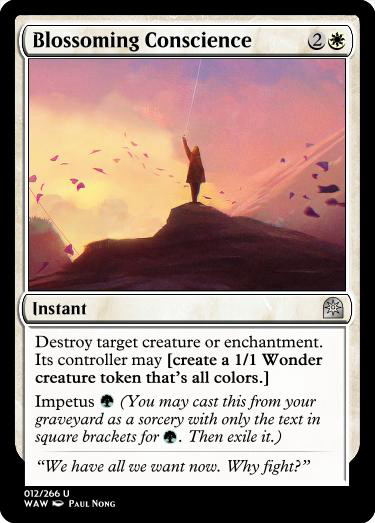 Blossoming Conscience 2
Instant
Destroy target creature or enchantment.
Its controller may [create a 1/1 Wonder
creature token that's all colors.]
Impetus (You may cast this from your
graveyard as a sorcery with only the text in
square brackets for . Then exile it.)
"We have all we want now. Why fight?"
012/266 U
WAW Paul Nong